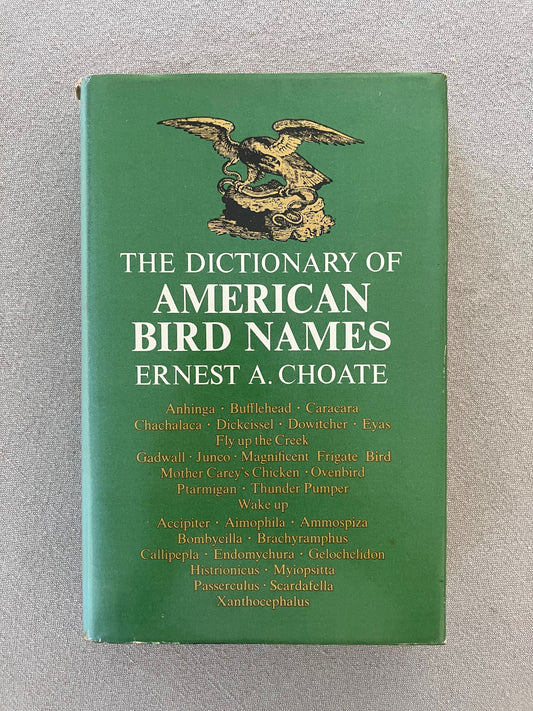 THE DICTIONARY OF
AMERICAN
BIRD NAMES
ERNEST A. CHOATE
Anhinga · Bufflehead · Caracara
Chachalaca · Dickcissel · Dowitcher · Eyas
Fly up the Creek
Gadwall · Junco · Magnificent Frigate Bird
Mother Carey's Chicken · Ovenbird
Ptarmigan · Thunder Pumper
Wake up
Accipiter · Aimophila · Ammospiza
Bombycilla · Brachyramphus
Callipepla · Endomychura · Gelochelidon
Histrionicus · Myiopsitta
Passerculus · Scardafella
Xanthocephalus